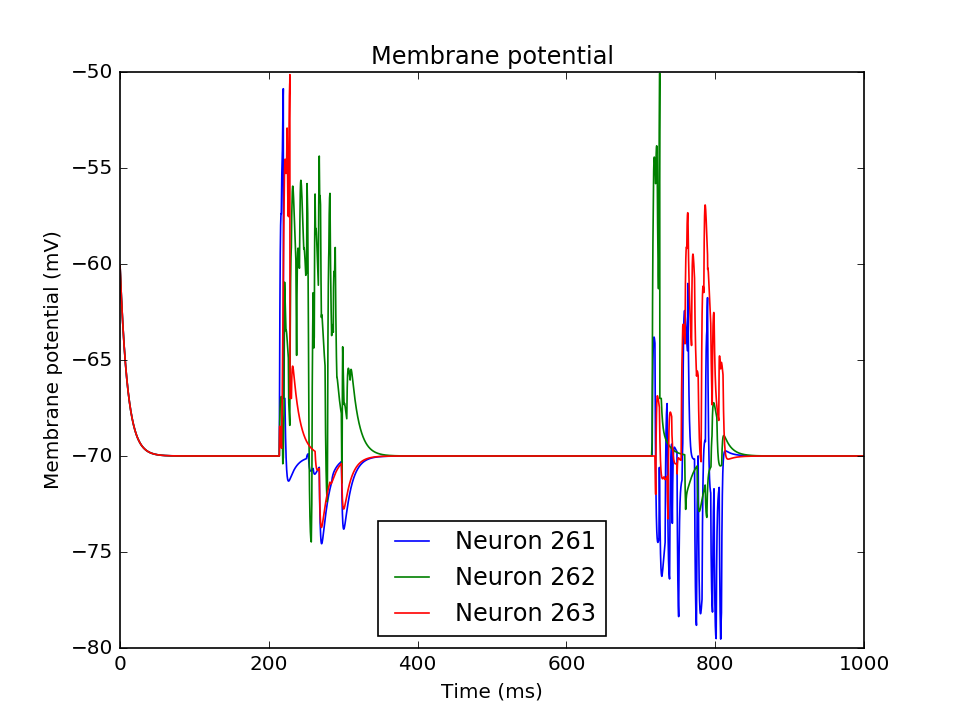 Membrane potential
Membrane potential (mV)
−50
−55
−60
−65
−70
−75
−80
Neuron 261
Neuron 262
Neuron 263
0 200 400 600 800 1000
Time (ms)